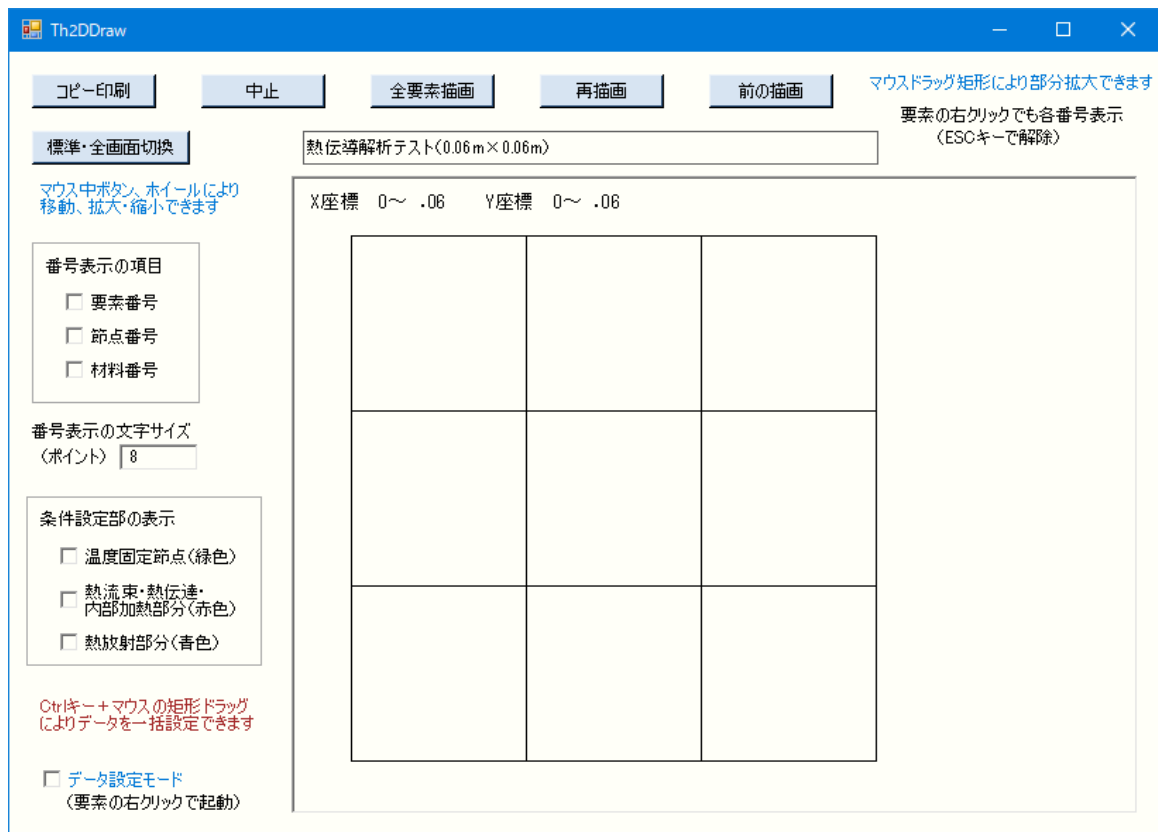 Th2DDraw
コピー印刷
中止
全要素描画
再描画
前の描画
マウスドラッグ矩形により部分拡大できます
要素の右クリックでも各番号表示
(ESCキーで解除)
標準・全画面切換
熱伝導解析テスト(0.06m×0.06m)
マウス中ボタン、ホイールにより
移動、拡大・縮小できます
X座標 0～ .06 Y座標 0～ .06
番号表示の項目
要素番号
節点番号
材料番号
番号表示の文字サイズ
(ポイント) 8
条件設定部の表示
温度固定節点(緑色)
熱流束・熱伝達・
内部加熱部分(赤色)
熱放射部分(青色)
Ctrlキー＋マウスの矩形ドラッグ
によりデータを一括設定できます
データ設定モード
(要素の右クリックで起動)